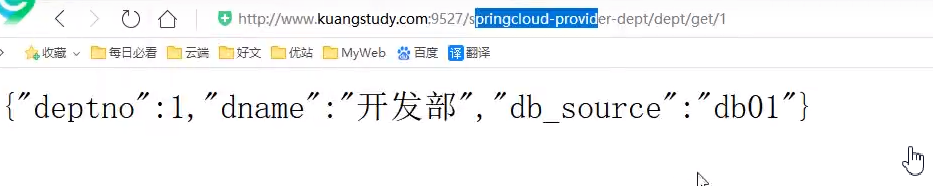 http://www.kuangstudy.com:9527/springcloud-provider-dept/dept/get/1
收藏 每日必看 云端 好文 优站 MyWeb 百度 译 翻译
{"deptno":1,"dname":"开发部","db_source":"db01"}